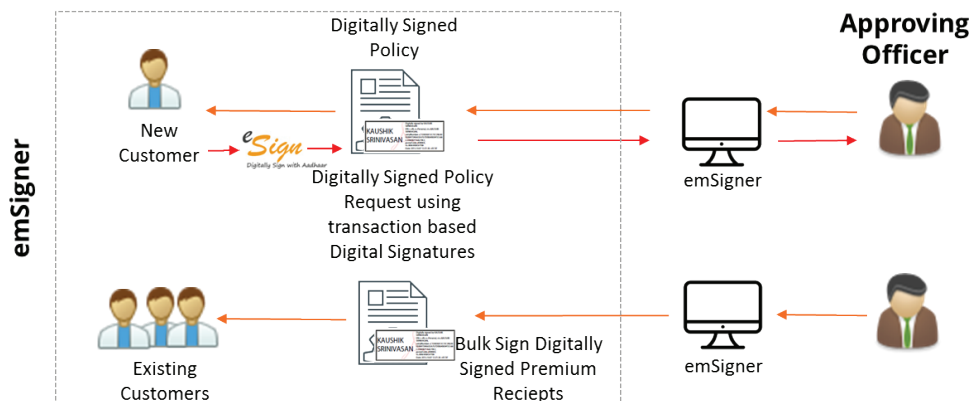 Digitally Signed
Policy
Approving
Officer
New
Customer
eSign
Digitally Sign with Aadhaar
KAUSHIK
SRINIVASAN
emSigner
Digitally Signed Policy
Request using
transaction based
Digital Signatures
emSigner
KAUSHIK
SRINIVASAN
Bulk Sign Digitally
Signed Premium
Reciepts
emSigner
Existing
Customers